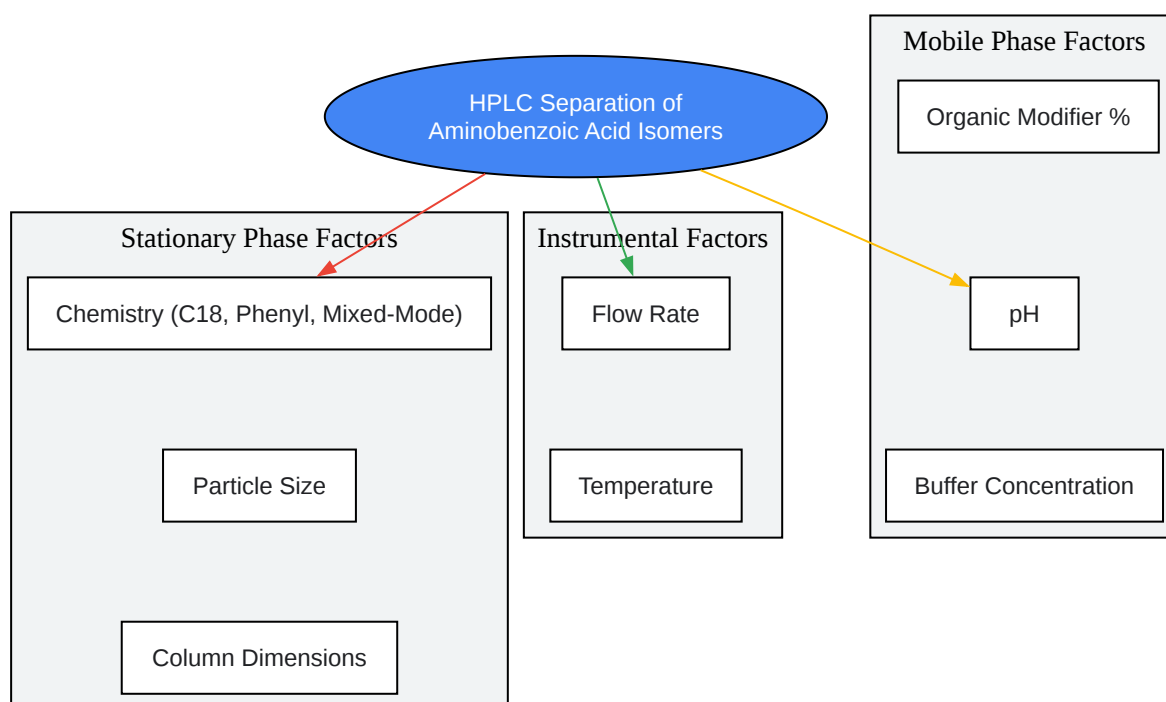 HPLC Separation of
Aminobenzoic Acid Isomers
Stationary Phase Factors
Chemistry (C18, Phenyl, Mixed-Mode)
Particle Size
Column Dimensions
Instrumental Factors
Flow Rate
Temperature
Mobile Phase Factors
Organic Modifier %
pH
Buffer Concentration